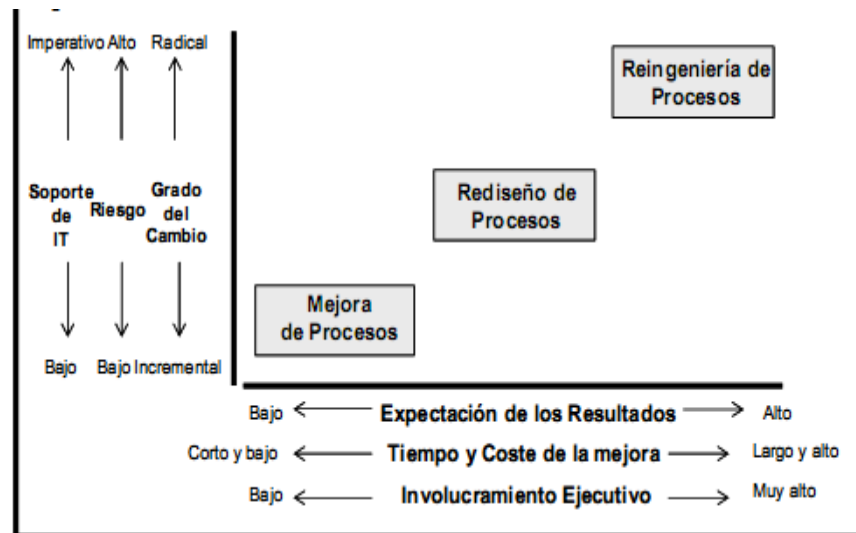 Imperativo Alto Radical
Reingeniería de
Procesos
Soporte
de
IT
Riesgo
Grado
del
Cambio
Rediseño de
Procesos
Mejora
de Procesos
Bajo Bajo Incremental
Bajo Expectación de los Resultados Alto
Corto y bajo Tiempo y Coste de la mejora Largo y alto
Bajo Involucramiento Ejecutivo Muy alto